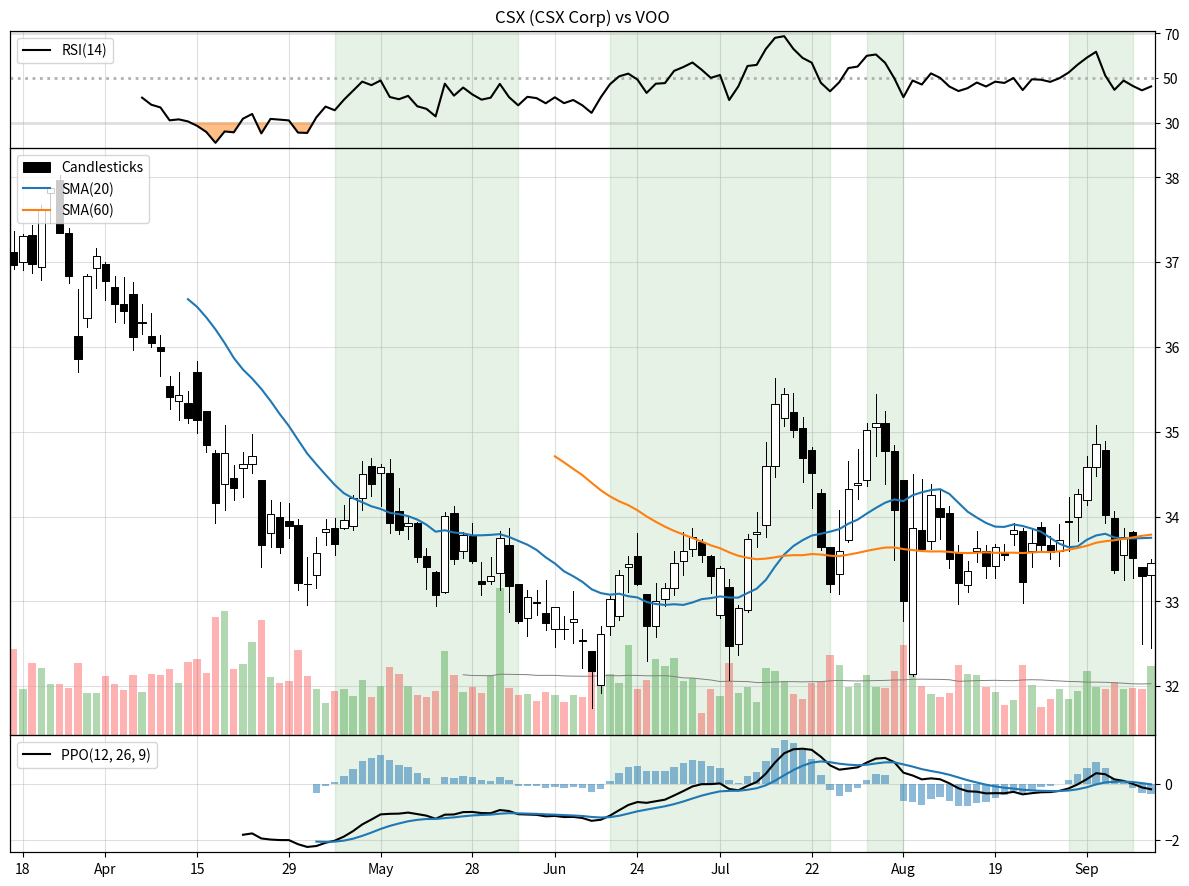 CSX (CSX Corp) vs VOO
RSI(14)
70
50
30
Candlesticks
SMA(20)
SMA(60)
38
37
36
35
34
33
32
PPO(12, 26, 9)
0
−2
18 Apr 15 29 May 28 Jun 24 Jul 22 Aug 19 Sep